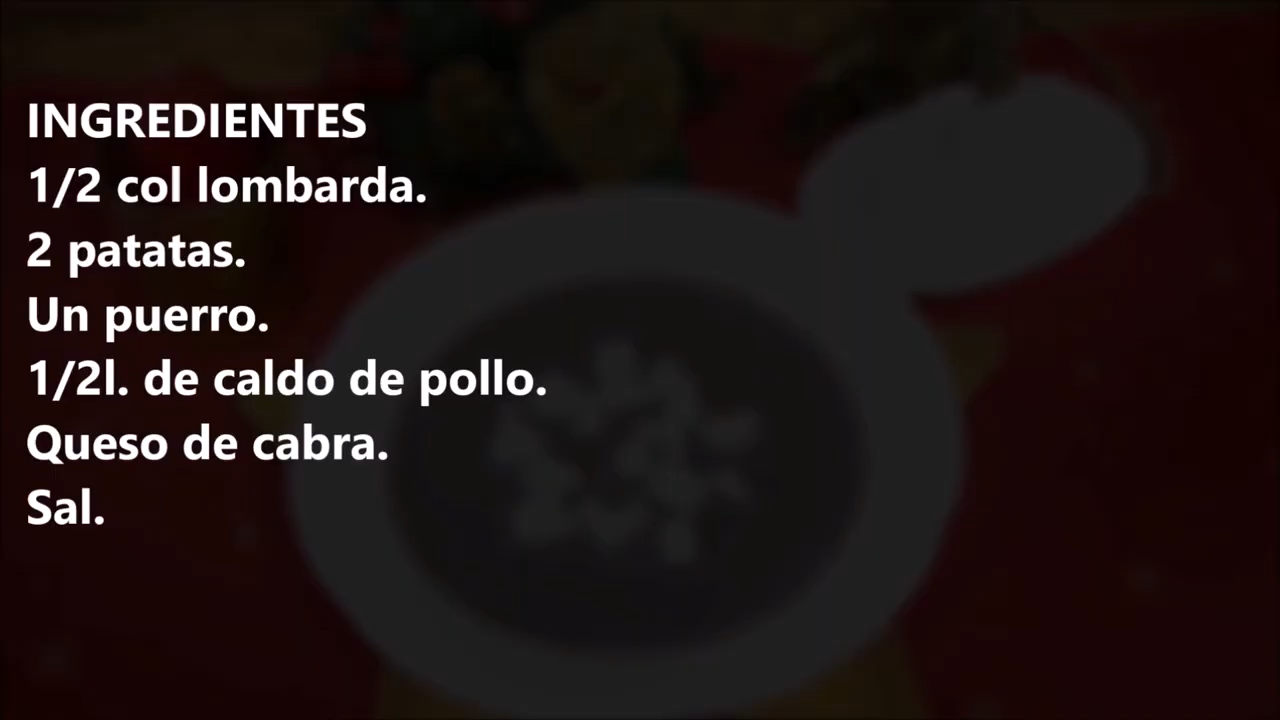 INGREDIENTES
1/2 col lombarda.
2 patatas.
Un puerro.
1/2l. de caldo de pollo.
Queso de cabra.
Sal.